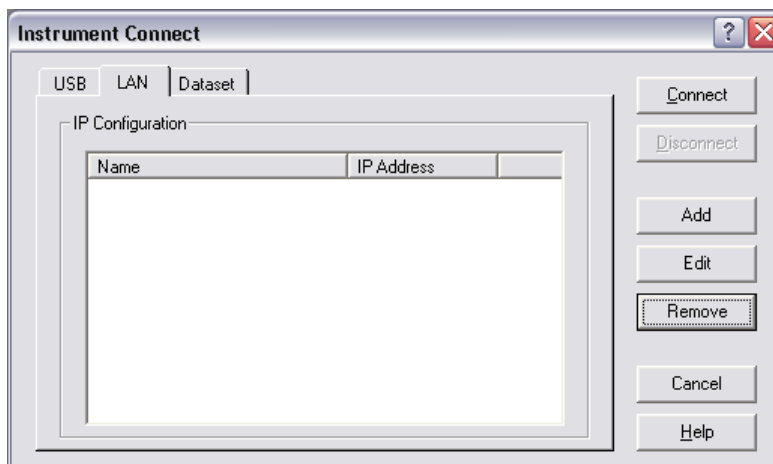 Instrument Connect
?
USB LAN Dataset
IP Configuration
Name IP Address
Connect
Disconnect
Add
Edit
Remove
Cancel
Help